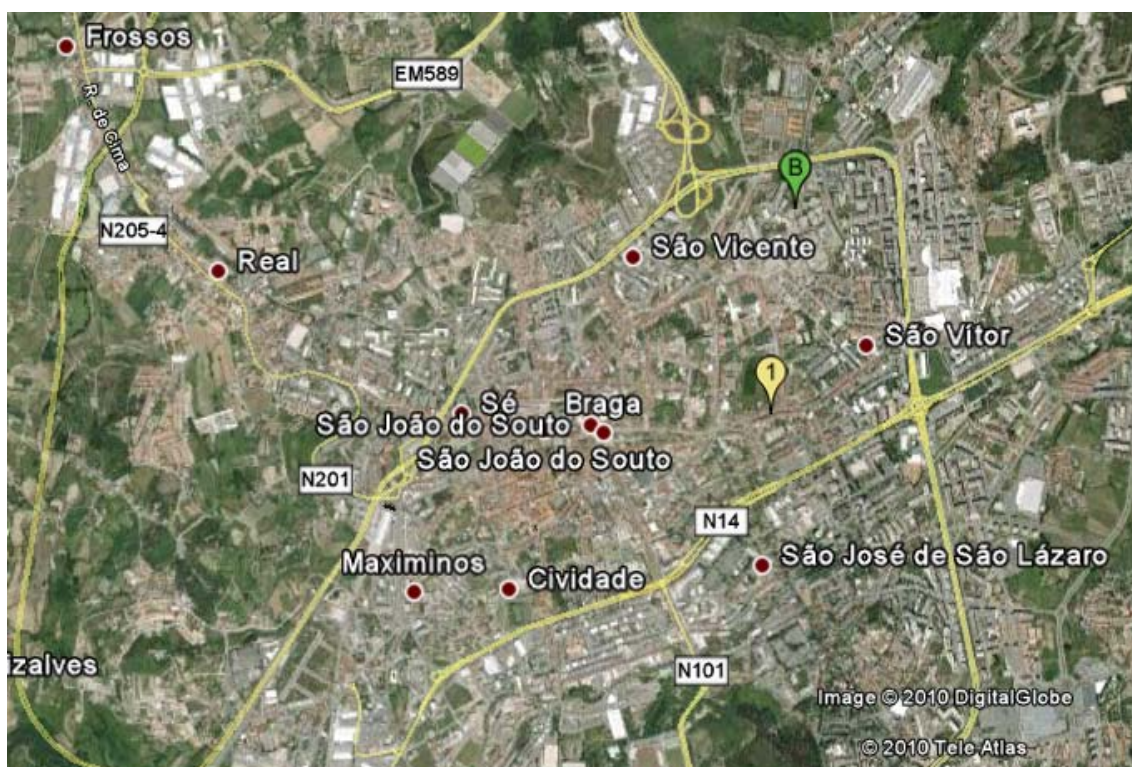 Frossos
EM589
R. de Cima
B
N205-4
São Vicente
Real
São Vítor
1
Sé
Braga
São João do Souto
São João do Souto
N201
N14
São José de São Lázaro
Maximinos
Cividade
izalves
N101
Image © 2010 DigitalGlobe
© 2010 Tele Atlas